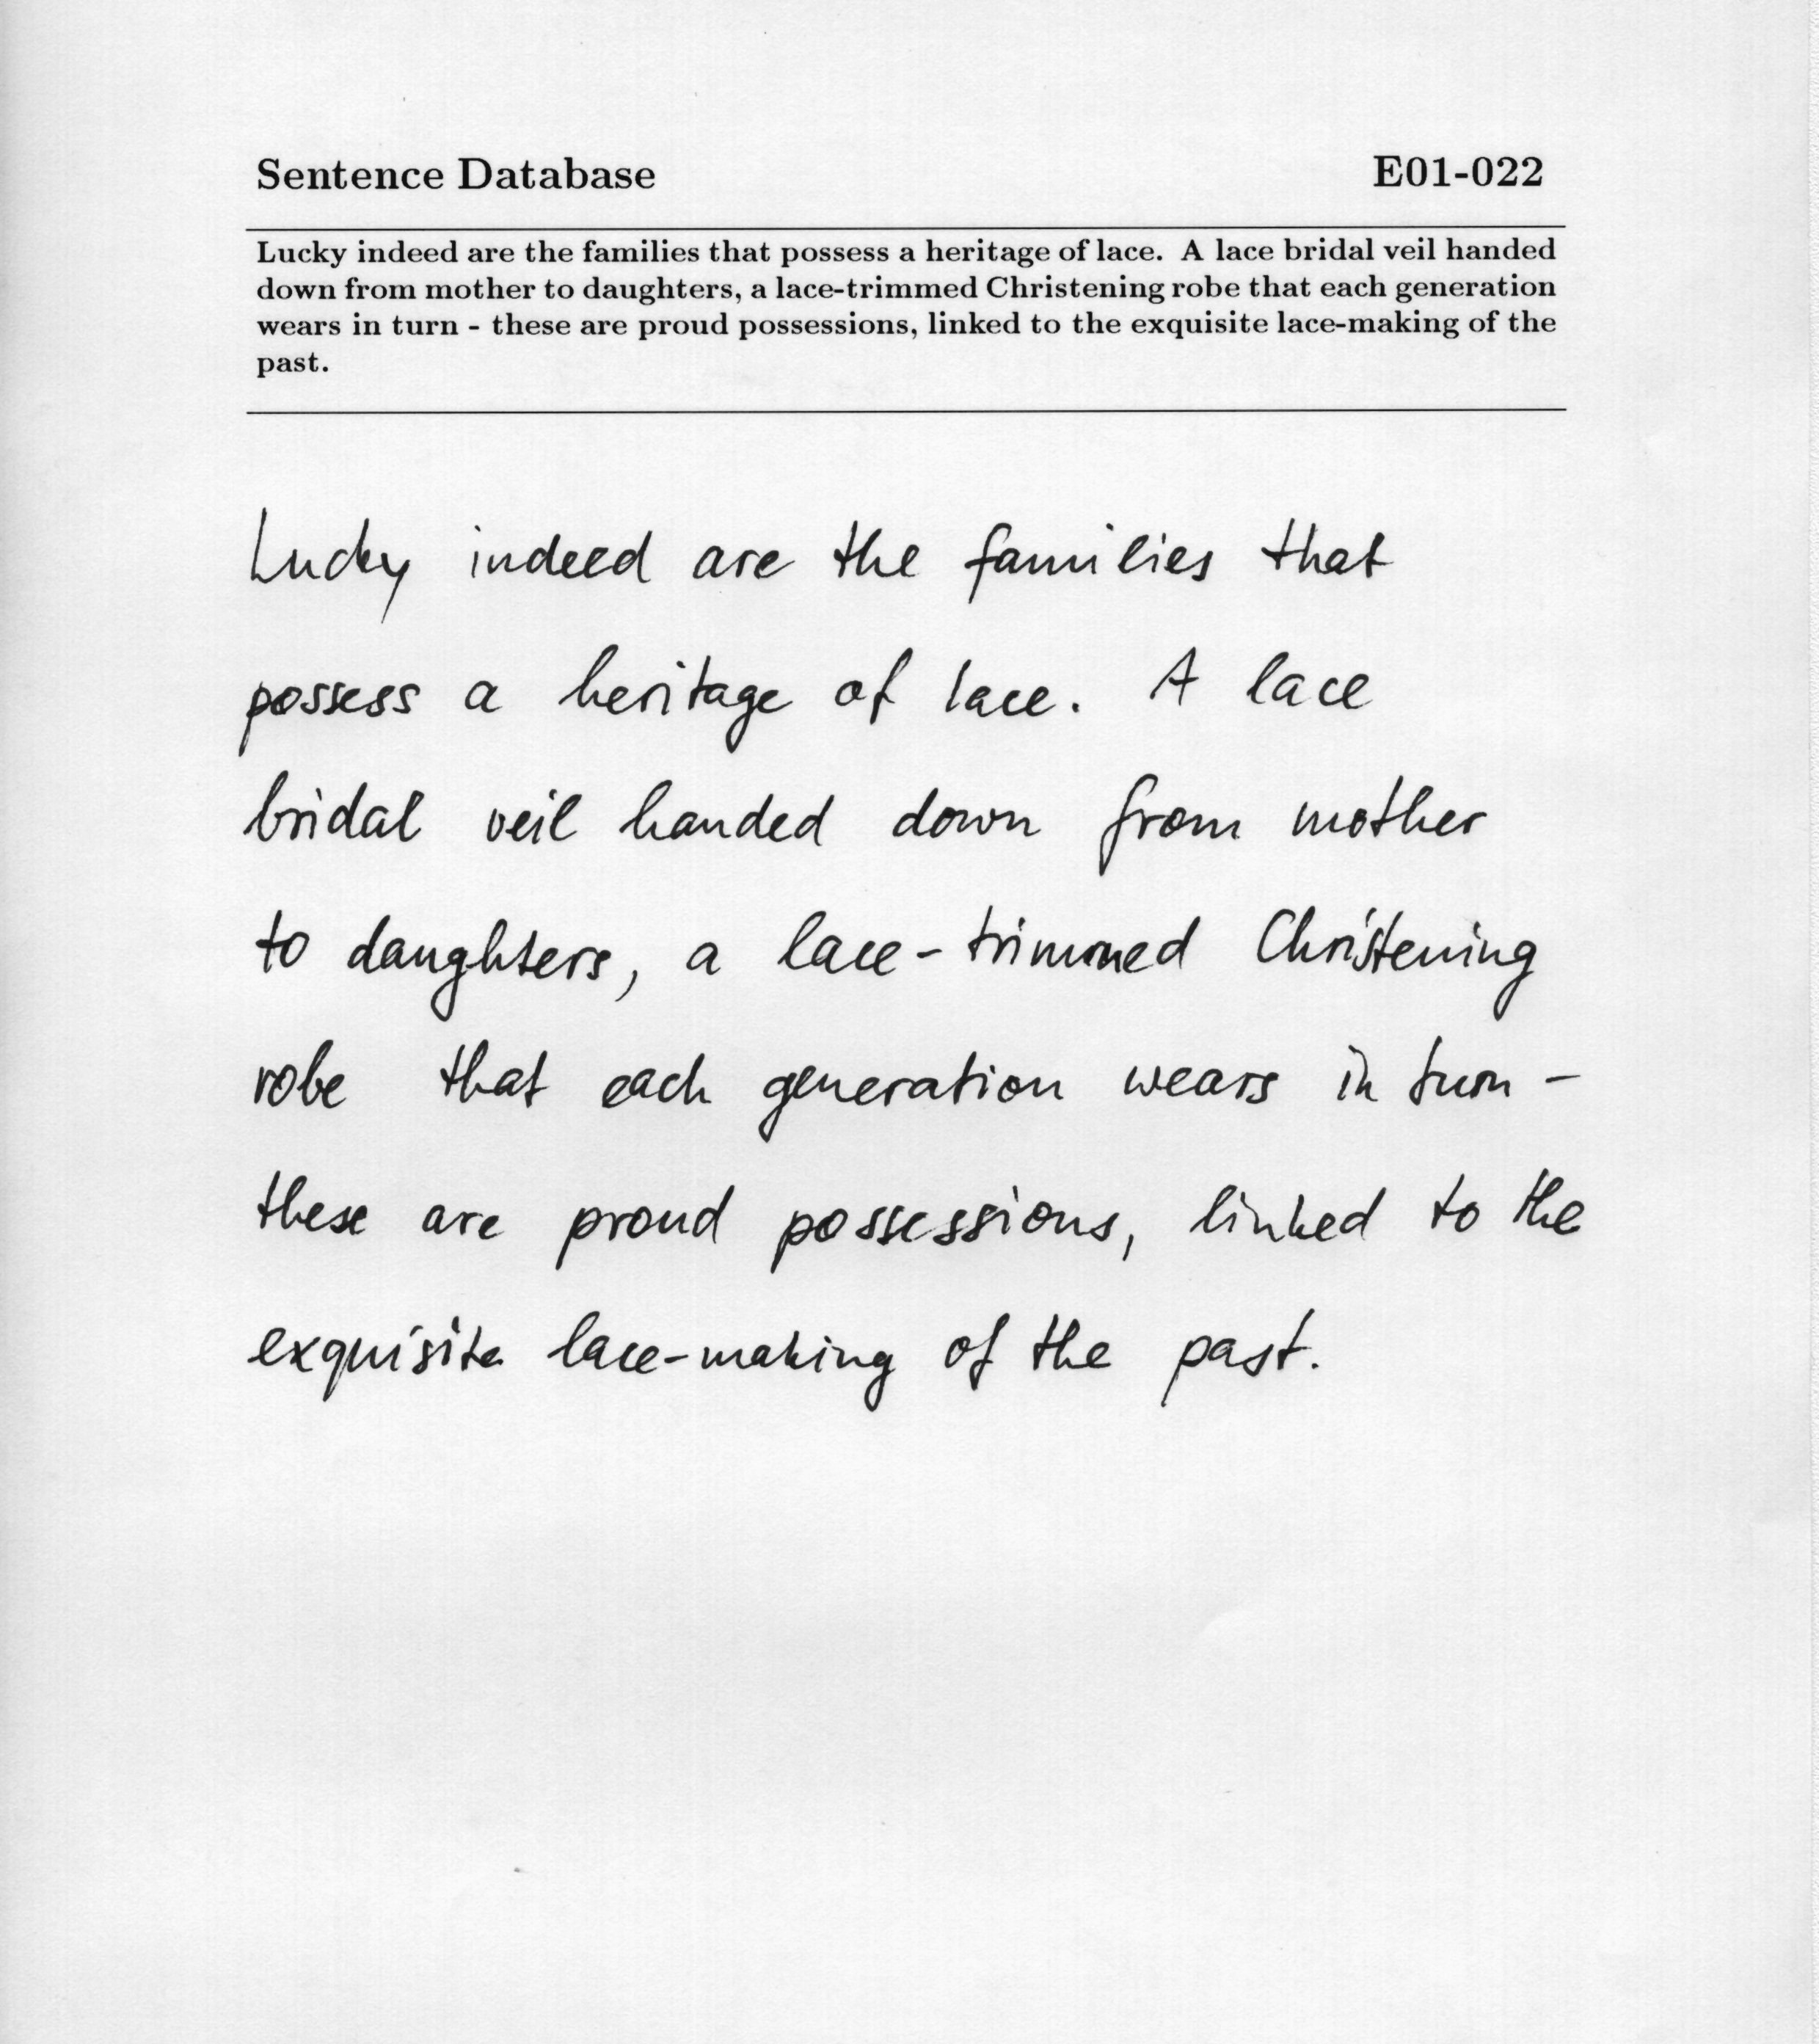 Sentence Database E01-022
Lucky indeed are the families that possess a heritage of lace. A lace bridal veil handed
down from mother to daughters, a lace-trimmed Christening robe that each generation
wears in turn - these are proud possessions, linked to the exquisite lace-making of the
past.
Lucky indeed are the families that
possess a heritage of lace. A lace
bridal veil handed down from mother
to daughters, a lace-trimmed Christening
robe that each generation wears in turn -
these are proud possessions, linked to the
exquisite lace-making of the past.